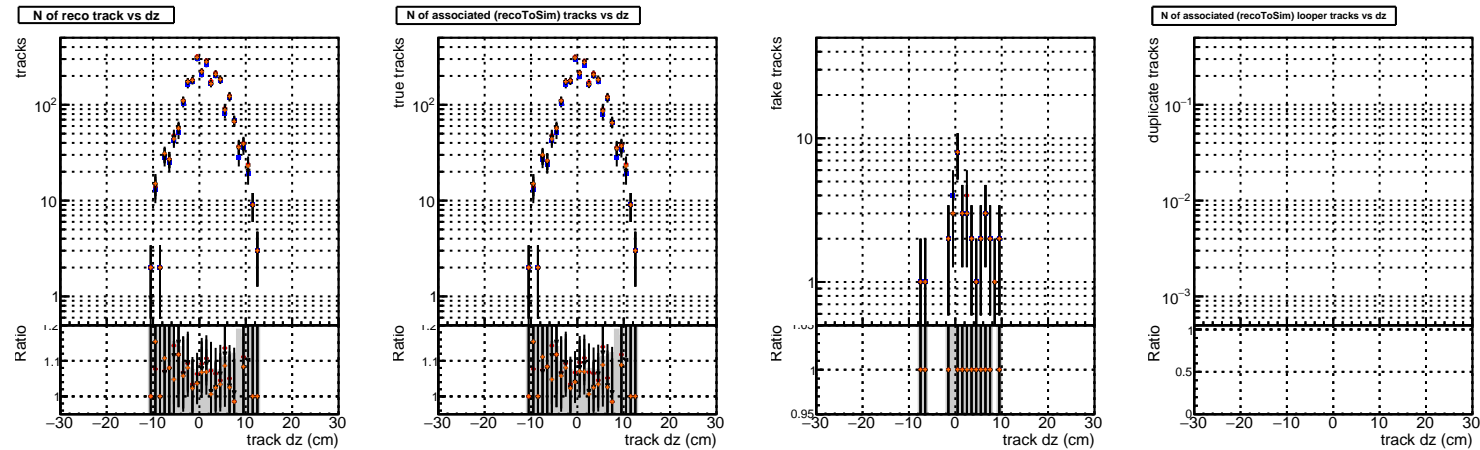 N of reco track vs dz
N of associated (recoToSim) tracks vs dz
N of associated (recoToSim) looper tracks vs dz
tracks
10²
10
1
Ratio
1.2
1.1
1
−30 −20 −10 0 10 20 30
track dz (cm)
true tracks
10²
10
1
Ratio
1.2
1.1
1
−30 −20 −10 0 10 20 30
track dz (cm)
fake tracks
10
1
Ratio
1.05
1
0.95
−30 −20 −10 0 10 20 30
track dz (cm)
duplicate tracks
10⁻¹
10⁻²
10⁻³
Ratio
1
0.5
0
−30 −20 −10 0 10 20 30
track dz (cm)